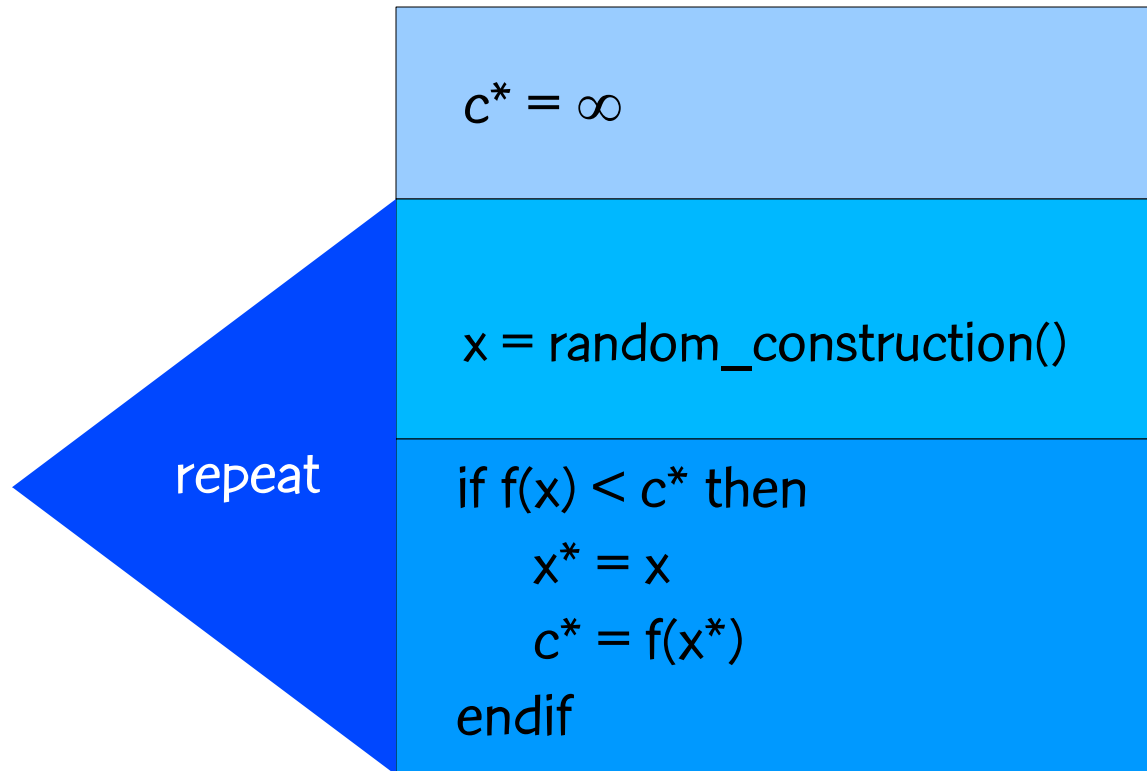 c* = ∞
x = random_construction()
repeat
if f(x) < c* then
x* = x
c* = f(x*)
endif